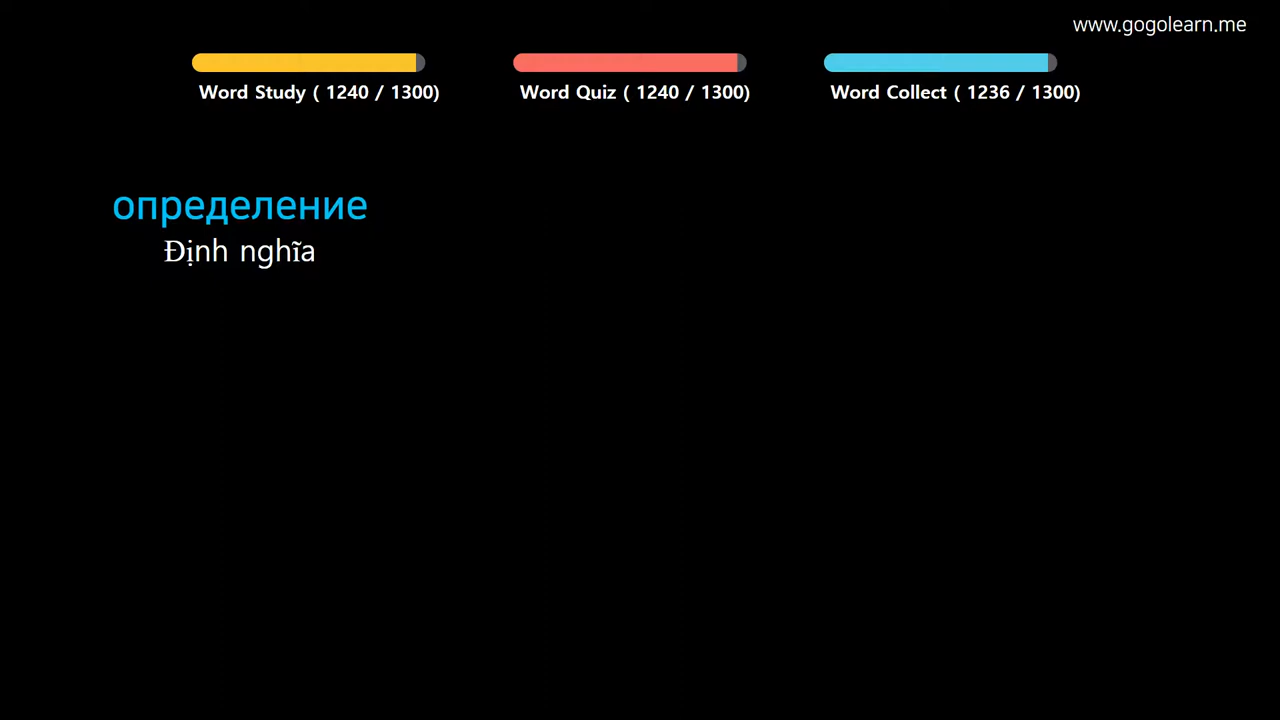 www.gogolearn.me
Word Study ( 1240 / 1300)
Word Quiz ( 1240 / 1300)
Word Collect ( 1236 / 1300)
определение
Định nghĩa